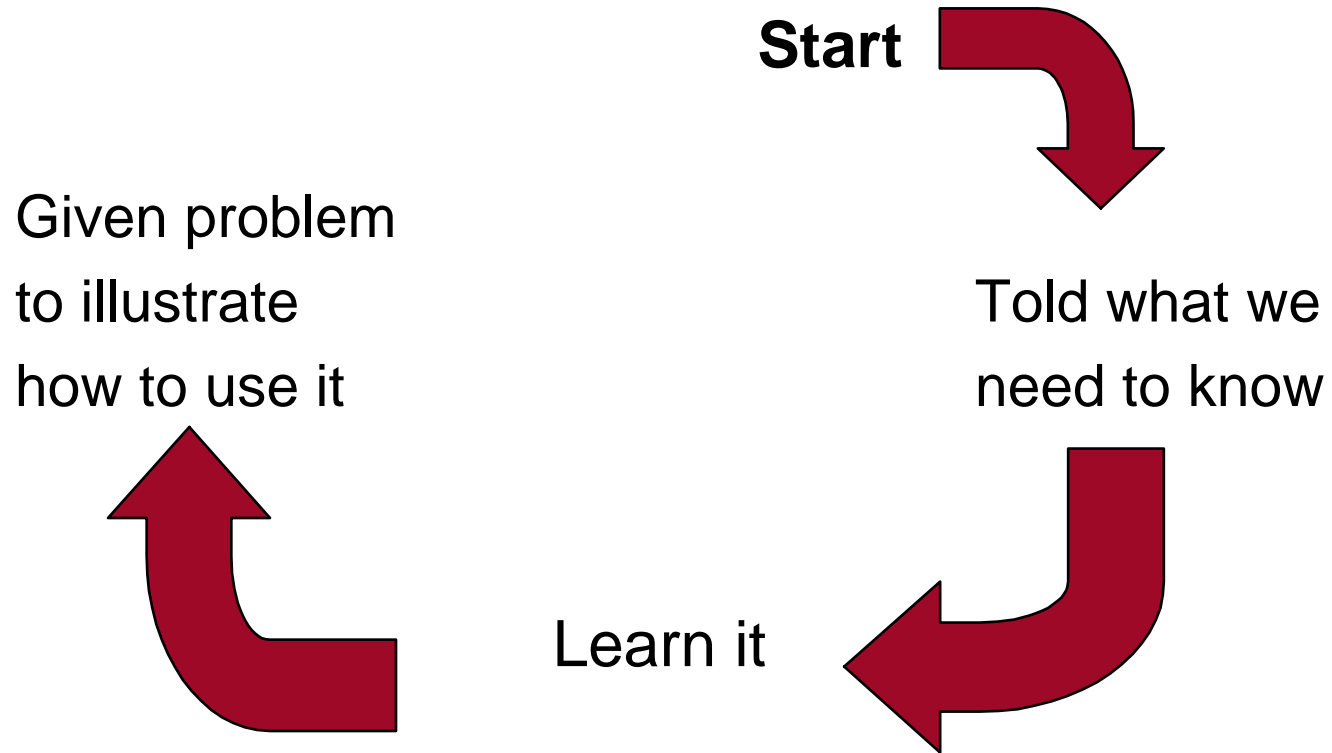 Start
Told what we
need to know
Learn it
Given problem
to illustrate
how to use it